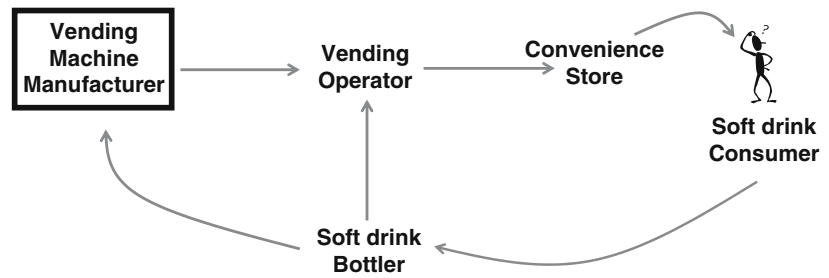 Vending
Machine
Manufacturer
Vending
Operator
Convenience
Store
?
Soft drink
Consumer
Soft drink
Bottler